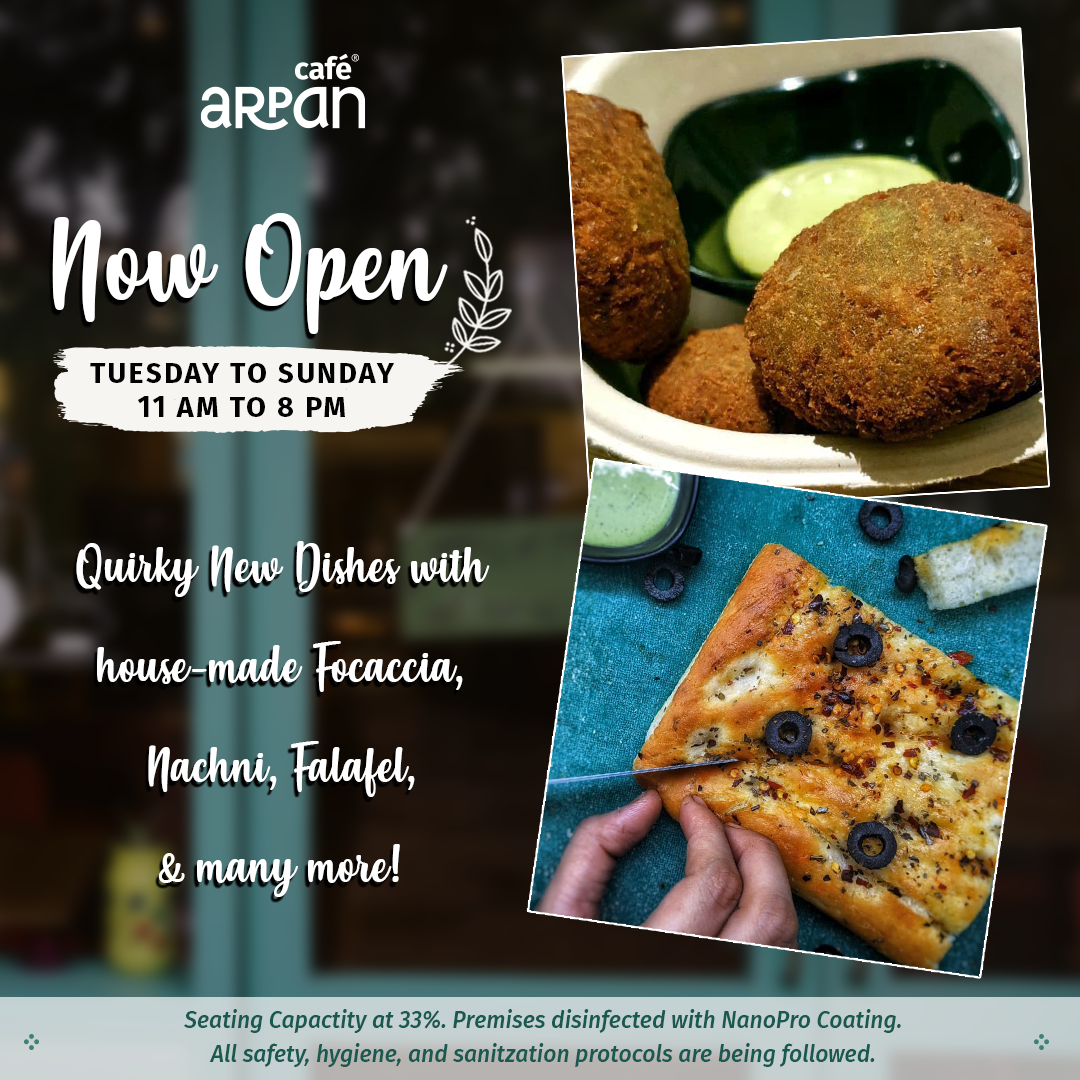 café®
ARPAN
Now Open
TUESDAY TO SUNDAY
11 AM TO 8 PM
Quirky New Dishes with
house-made Focaccia,
Nachni, Falafel,
& many more!
Seating Capactity at 33%. Premises disinfected with NanoPro Coating.
All safety, hygiene, and sanitzation protocols are being followed.